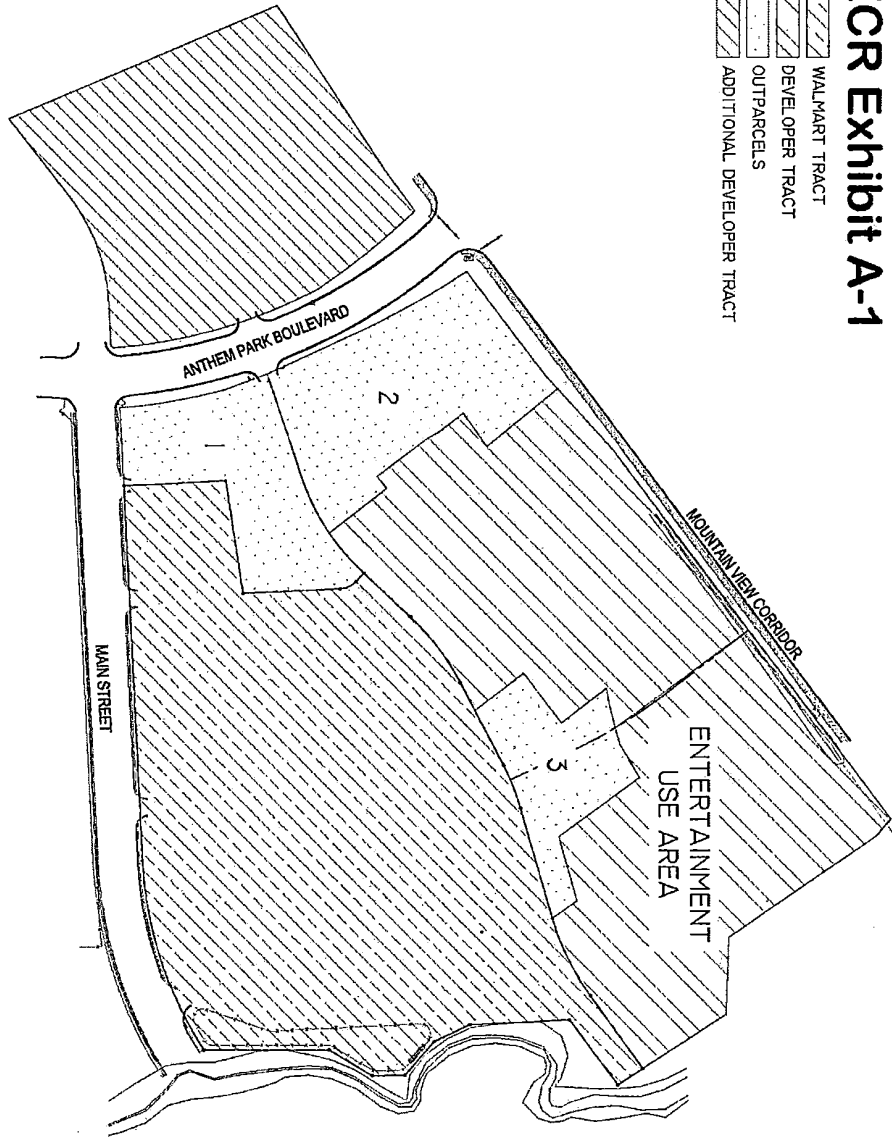 CR Exhibit A-1
WALMART TRACT
DEVELOPER TRACT
OUTPARCELS
ADDITIONAL DEVELOPER TRACT
ANTHEM PARK BOULEVARD
MOUNTAIN VIEW CORRIDOR
2
1
3
ENTERTAINMENT
USE AREA
MAIN STREET